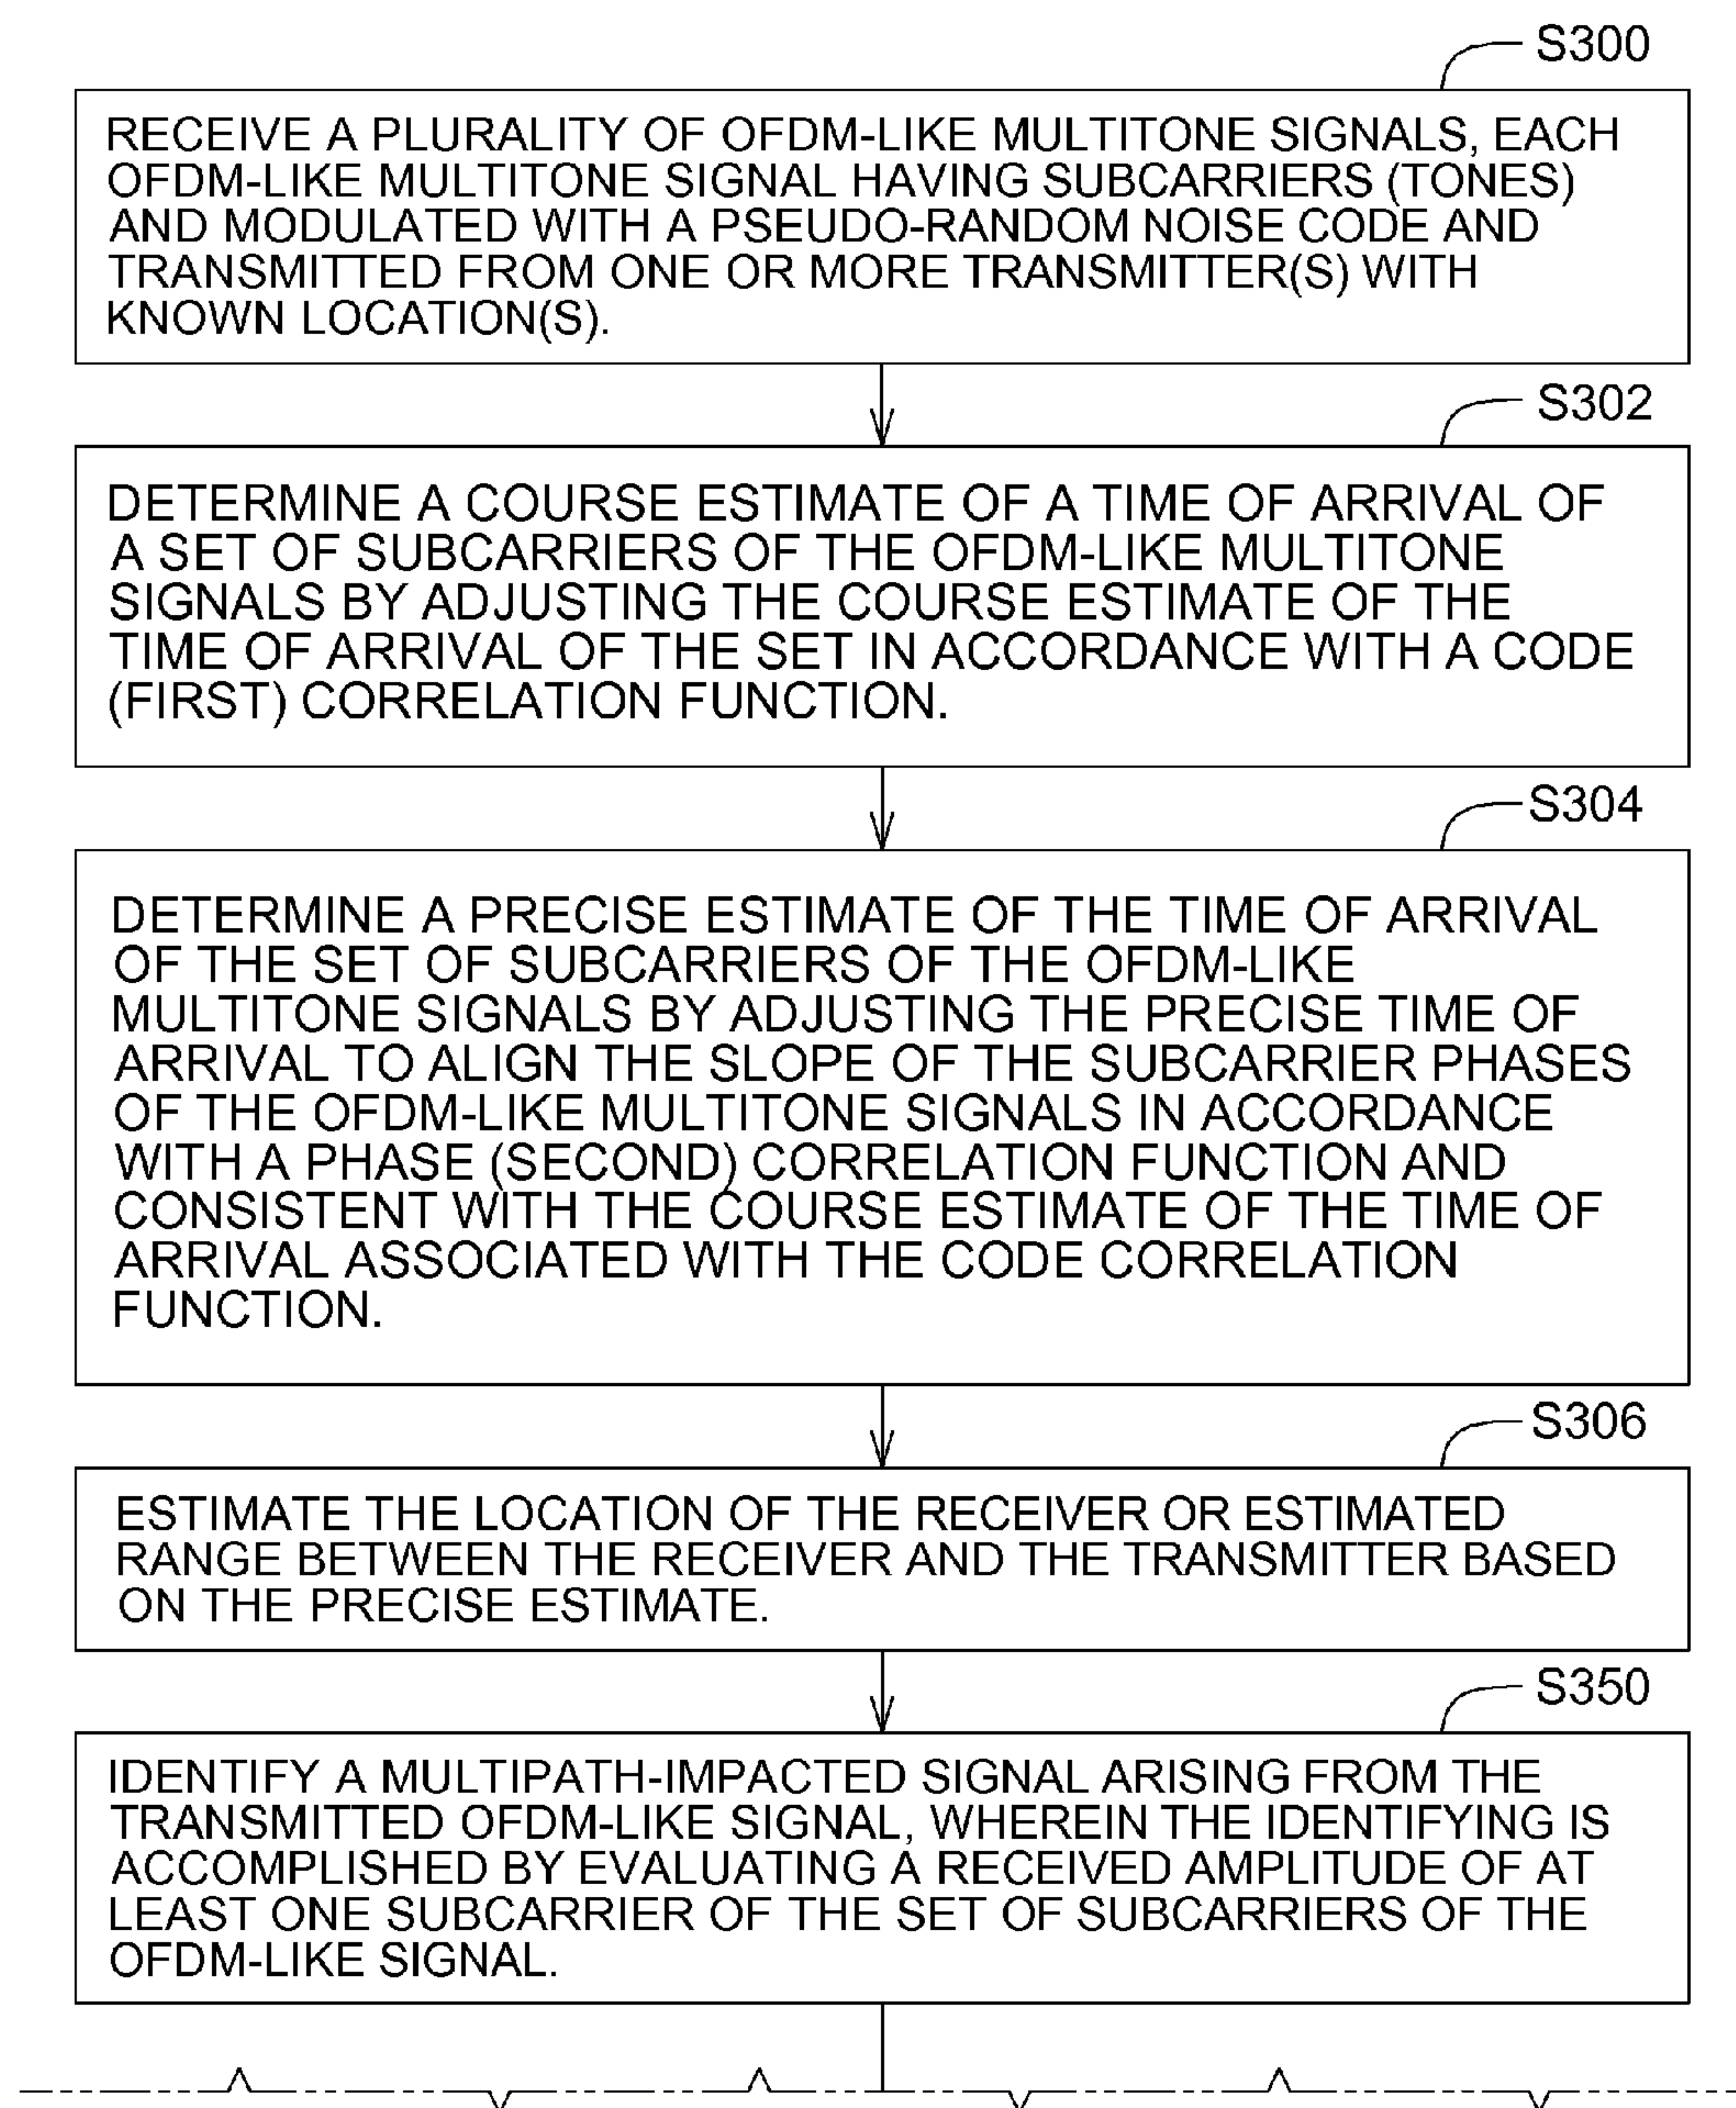 S300
RECEIVE A PLURALITY OF OFDM-LIKE MULTITONE SIGNALS, EACH
OFDM-LIKE MULTITONE SIGNAL HAVING SUBCARRIERS (TONES)
AND MODULATED WITH A PSEUDO-RANDOM NOISE CODE AND
TRANSMITTED FROM ONE OR MORE TRANSMITTER(S) WITH
KNOWN LOCATION(S).
S302
DETERMINE A COURSE ESTIMATE OF A TIME OF ARRIVAL OF
A SET OF SUBCARRIERS OF THE OFDM-LIKE MULTITONE
SIGNALS BY ADJUSTING THE COURSE ESTIMATE OF THE
TIME OF ARRIVAL OF THE SET IN ACCORDANCE WITH A CODE
(FIRST) CORRELATION FUNCTION.
S304
DETERMINE A PRECISE ESTIMATE OF THE TIME OF ARRIVAL
OF THE SET OF SUBCARRIERS OF THE OFDM-LIKE
MULTITONE SIGNALS BY ADJUSTING THE PRECISE TIME OF
ARRIVAL TO ALIGN THE SLOPE OF THE SUBCARRIER PHASES
OF THE OFDM-LIKE MULTITONE SIGNALS IN ACCORDANCE
WITH A PHASE (SECOND) CORRELATION FUNCTION AND
CONSISTENT WITH THE COURSE ESTIMATE OF THE TIME OF
ARRIVAL ASSOCIATED WITH THE CODE CORRELATION
FUNCTION.
S306
ESTIMATE THE LOCATION OF THE RECEIVER OR ESTIMATED
RANGE BETWEEN THE RECEIVER AND THE TRANSMITTER BASED
ON THE PRECISE ESTIMATE.
S350
IDENTIFY A MULTIPATH-IMPACTED SIGNAL ARISING FROM THE
TRANSMITTED OFDM-LIKE SIGNAL, WHEREIN THE IDENTIFYING IS
ACCOMPLISHED BY EVALUATING A RECEIVED AMPLITUDE OF AT
LEAST ONE SUBCARRIER OF THE SET OF SUBCARRIERS OF THE
OFDM-LIKE SIGNAL.